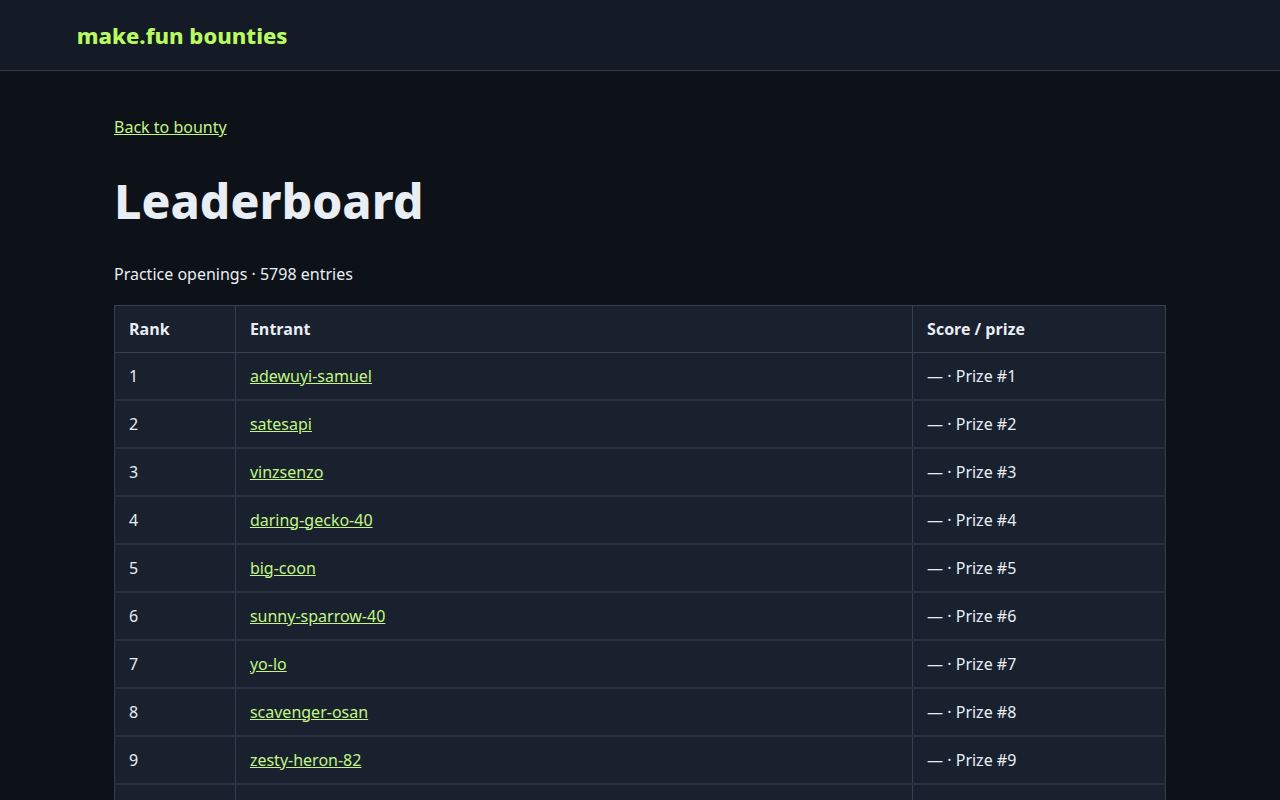 make.fun bounties
Back to bounty
Leaderboard
Practice openings · 5798 entries
Rank Entrant Score / prize
1 adewuyi-samuel — · Prize #1
2 satesapi — · Prize #2
3 vinzsenzo — · Prize #3
4 daring-gecko-40 — · Prize #4
5 big-coon — · Prize #5
6 sunny-sparrow-40 — · Prize #6
7 yo-lo — · Prize #7
8 scavenger-osan — · Prize #8
9 zesty-heron-82 — · Prize #9